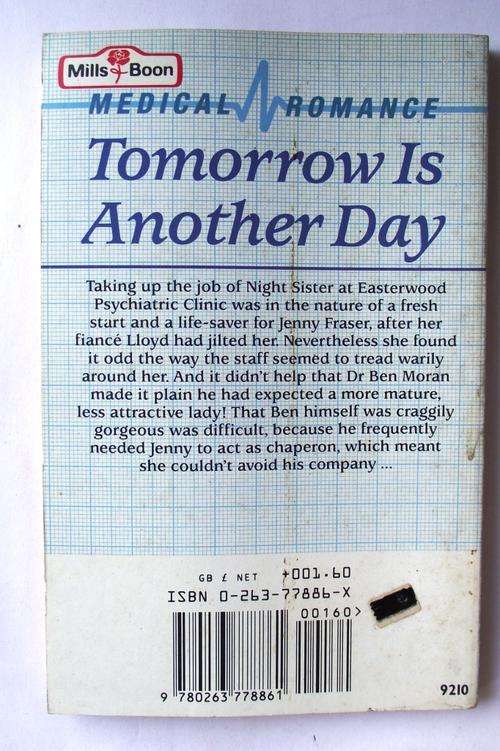 Mills Boon
MEDICAL ROMANCE
Tomorrow Is
Another Day
Taking up the job of Night Sister at Easterwood
Psychiatric Clinic was in the nature of a fresh
start and a life-saver for Jenny Fraser, after her
fiancé Lloyd had jilted her. Nevertheless she found
it odd the way the staff seemed to tread warily
around her. And it didn't help that Dr Ben Moran
made it plain he had expected a more mature,
less attractive lady! That Ben himself was craggily
gorgeous was difficult, because he frequently
needed Jenny to act as chaperon, which meant
she couldn't avoid his company ...
GB £ NET +001.60
ISBN 0-263-77886-X
00160>
9 780263 778861
9210